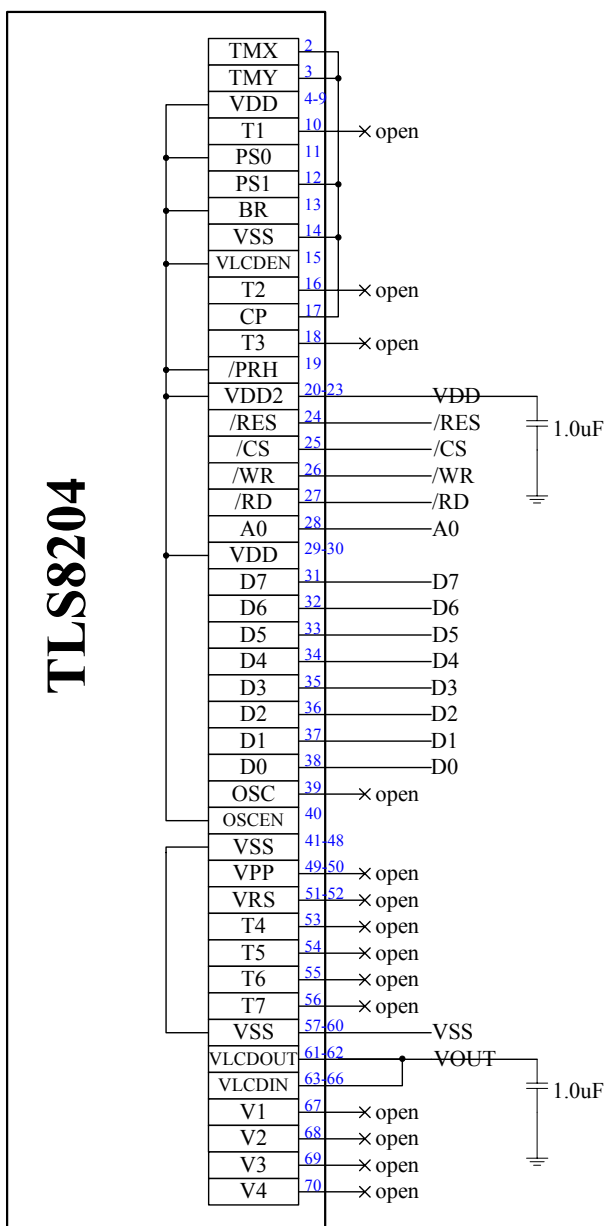 TLS8204
TMX 2
TMY 3
VDD 4-9
T1 10 open
PS0 11
PS1 12
BR 13
VSS 14
VLCDEN 15
T2 16 open
CP 17
T3 18 open
/PRH 19
VDD2 20-23 VDD
/RES 24 /RES
1.0uF
/CS 25 /CS
/WR 26 /WR
/RD 27 /RD
A0 28 A0
VDD 29-30
D7 31 D7
D6 32 D6
D5 33 D5
D4 34 D4
D3 35 D3
D2 36 D2
D1 37 D1
D0 38 D0
OSC 39 open
OSCEN 40
VSS 41-48
VPP 49-50 open
VRS 51-52 open
T4 53 open
T5 54 open
T6 55 open
T7 56 open
VSS 57-60 VSS
VLCDOUT 61-62 VOUT
VLCDIN 63-66
1.0uF
V1 67 open
V2 68 open
V3 69 open
V4 70 open